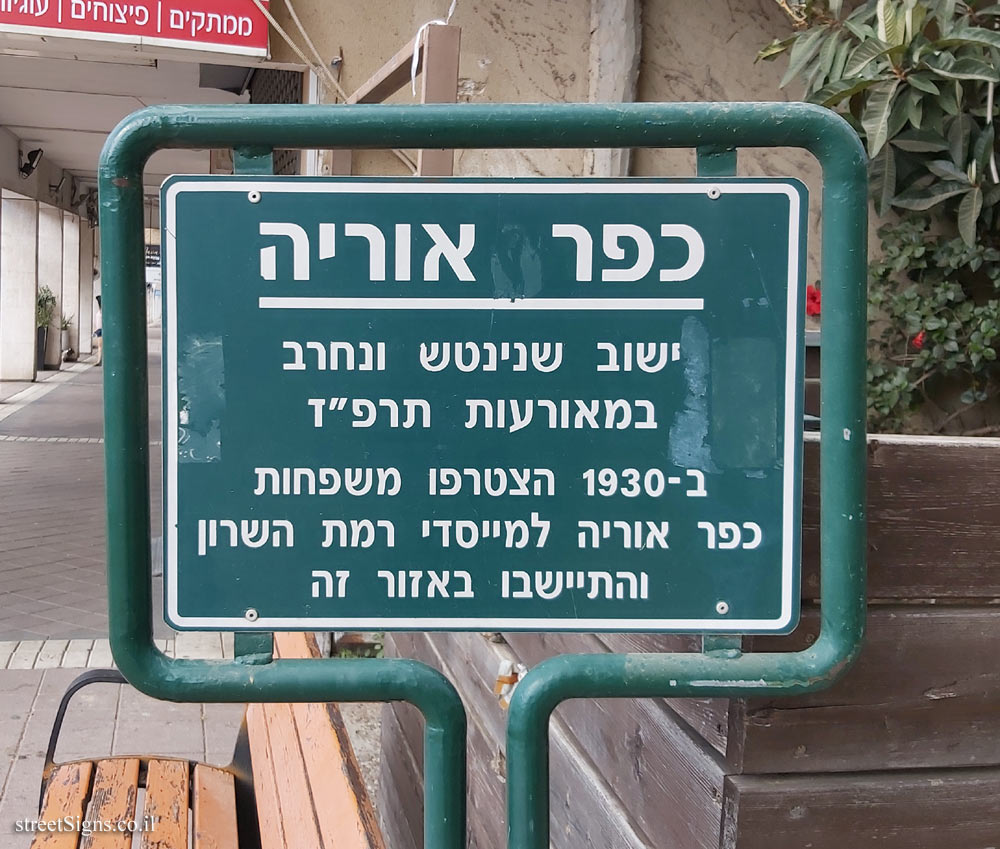 ממתקים | פיצוחים | עוגיות
כפר אוריה
ישוב שנינטש ונחרב
במאורעות תרפ״ד
ב-1930 הצטרפו משפחות
כפר אוריה למייסדי רמת השרון
והתיישבו באזור זה
streetSigns.co.il